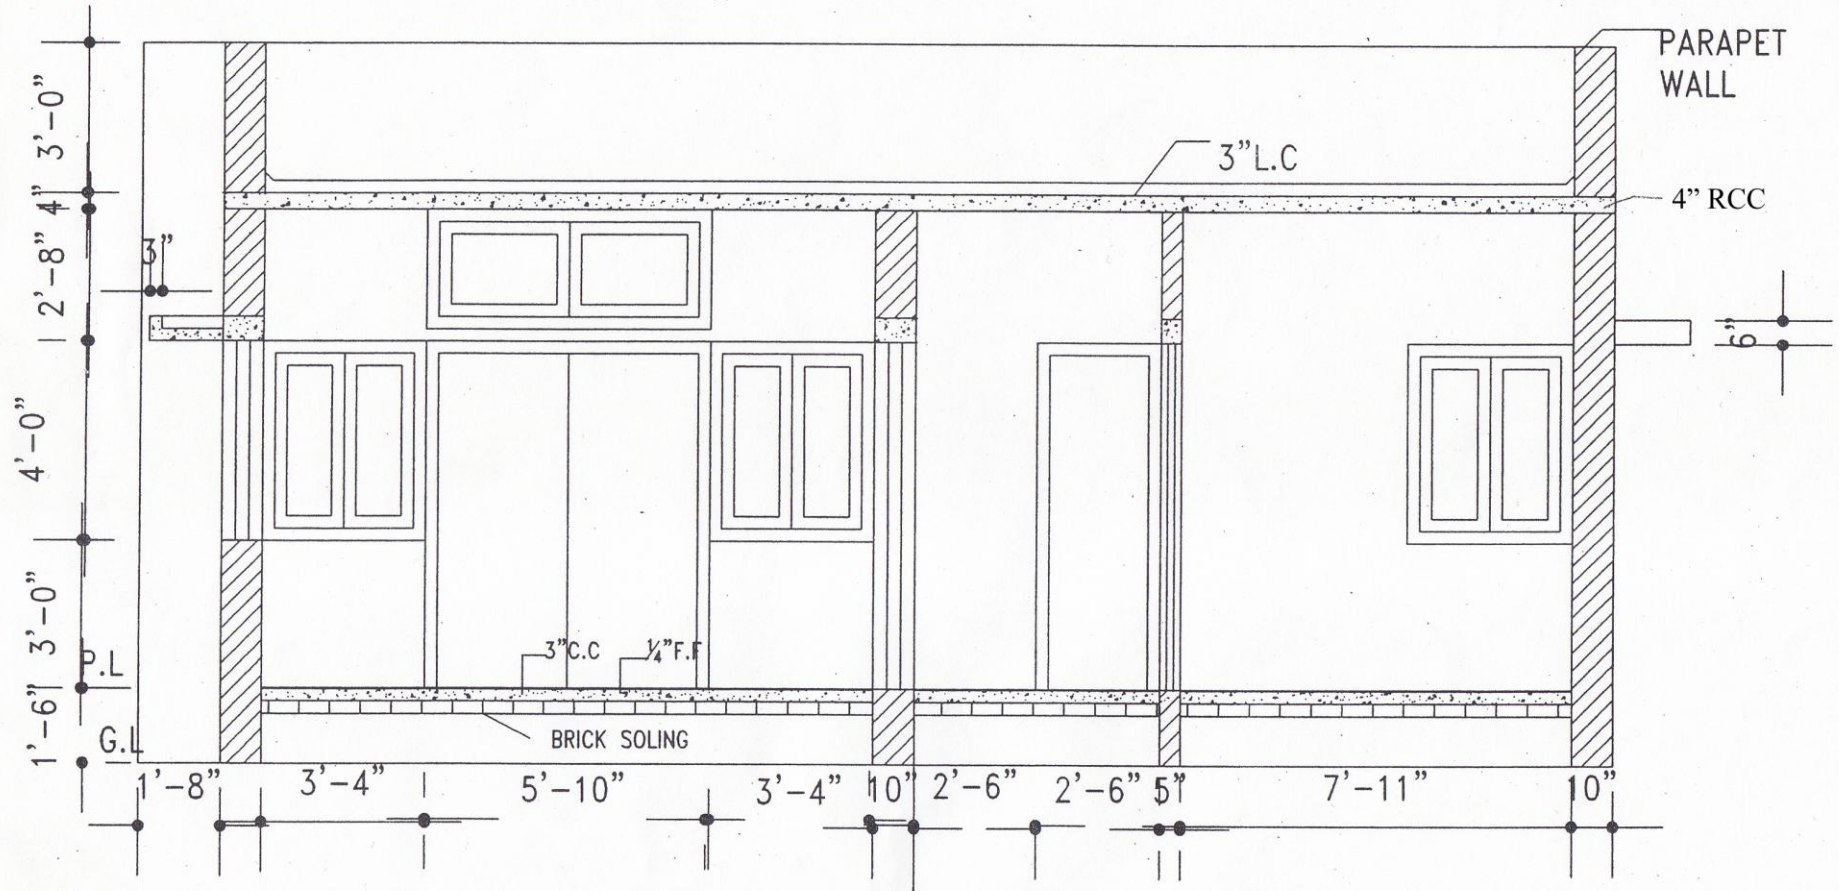 PARAPET
WALL
3'-0"
3"L.C
4"
4" RCC
2'-8"
3"
6"
4'-0"
3'-0"
3"C.C
¼"F.F
P.L
1'-6"
G.L
BRICK SOLING
1'-8"
3'-4"
5'-10"
3'-4"
10"
2'-6"
2'-6"
5"
7'-11"
10"